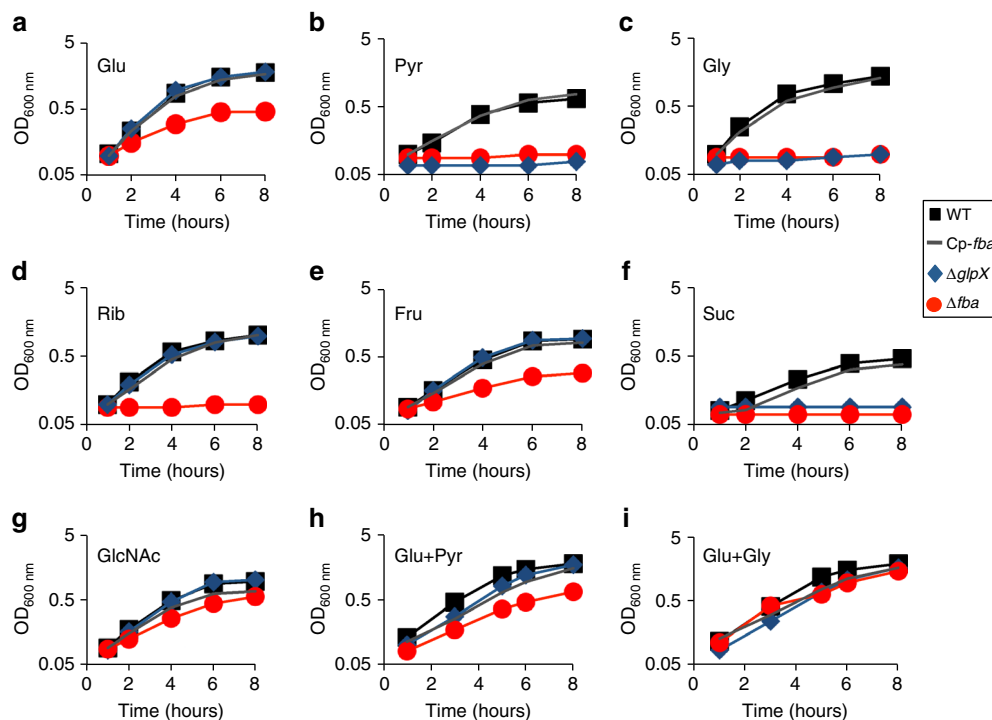 a
b
c
5
0.5
0.05
OD600 nm
Glu
0 2 4 6 8
Time (hours)
5
0.5
0.05
OD600 nm
Pyr
0 2 4 6 8
Time (hours)
5
0.5
0.05
OD600 nm
Gly
0 2 4 6 8
Time (hours)
WT
Cp-fba
ΔglpX
Δfba
d
e
f
5
0.5
0.05
OD600 nm
Rib
0 2 4 6 8
Time (hours)
5
0.5
0.05
OD600 nm
Fru
0 2 4 6 8
Time (hours)
5
0.5
0.05
OD600 nm
Suc
0 2 4 6 8
Time (hours)
g
h
i
5
0.5
0.05
OD600 nm
GlcNAc
0 2 4 6 8
Time (hours)
5
0.5
0.05
OD600 nm
Glu+Pyr
0 2 4 6 8
Time (hours)
5
0.5
0.05
OD600 nm
Glu+Gly
0 2 4 6 8
Time (hours)